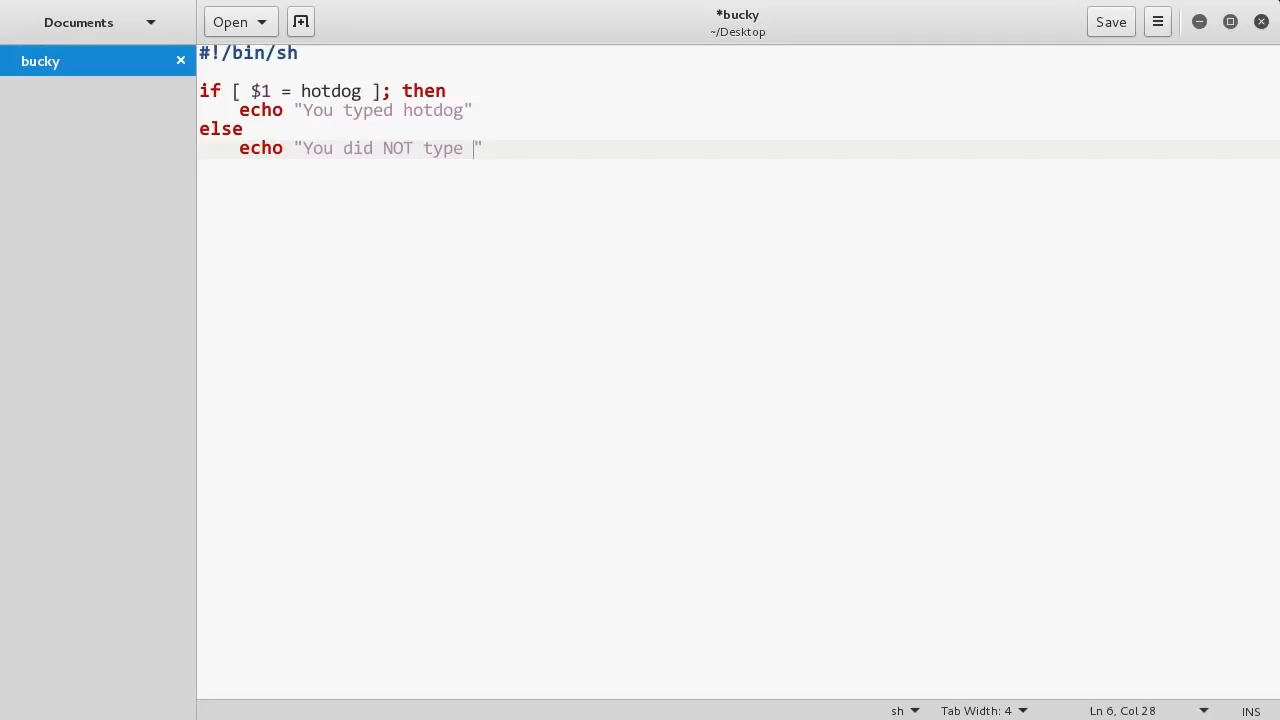 Documents
Open
*bucky
~/Desktop
Save
bucky
#!/bin/sh
if [ $1 = hotdog ]; then
    echo "You typed hotdog"
else
    echo "You did NOT type "
sh
Tab Width: 4
Ln 6, Col 28
INS